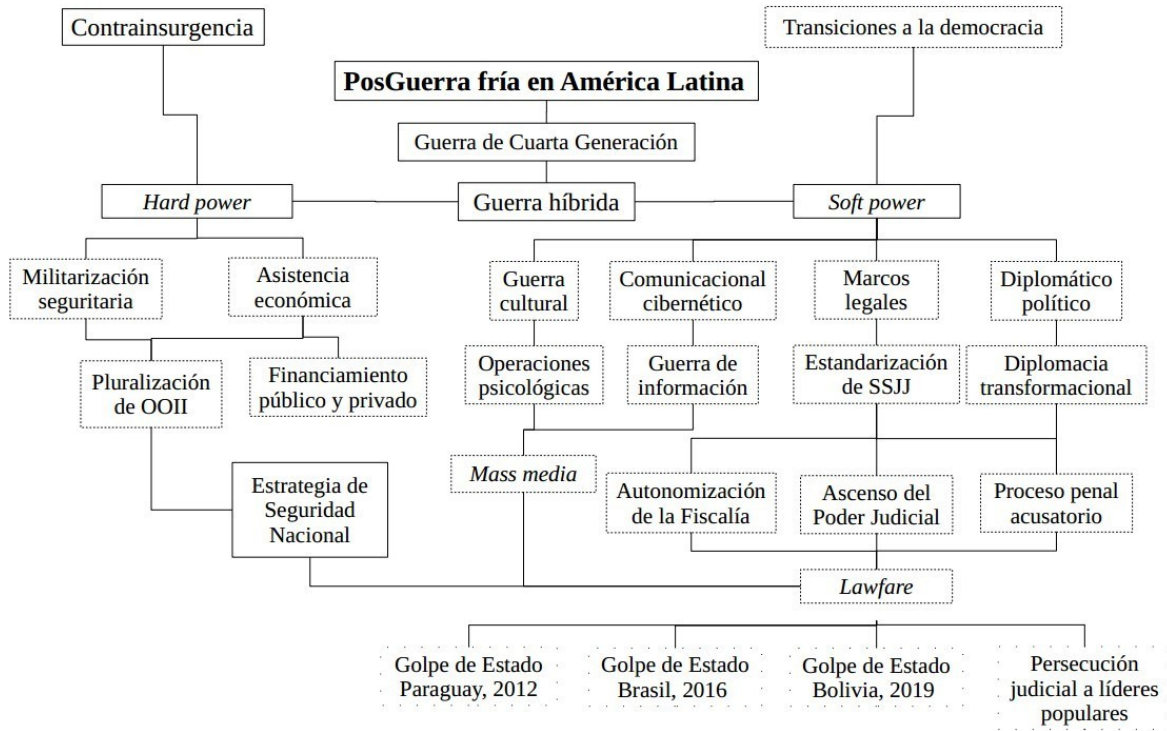 Contrainsurgencia
Transiciones a la democracia
PosGuerra fría en América Latina
Guerra de Cuarta Generación
Hard power
Guerra híbrida
Soft power
Militarización
seguritaria
Asistencia
económica
Guerra
cultural
Comunicacional
cibernético
Marcos
legales
Diplomático
político
Pluralización
de OOII
Financiamiento
público y privado
Operaciones
psicológicas
Guerra de
información
Estandarización
de SSJJ
Diplomacia
transformacional
Estrategia de
Seguridad
Nacional
Mass media
Autonomización
de la Fiscalía
Ascenso del
Poder Judicial
Proceso penal
acusatorio
Lawfare
Golpe de Estado
Paraguay, 2012
Golpe de Estado
Brasil, 2016
Golpe de Estado
Bolivia, 2019
Persecución
judicial a líderes
populares